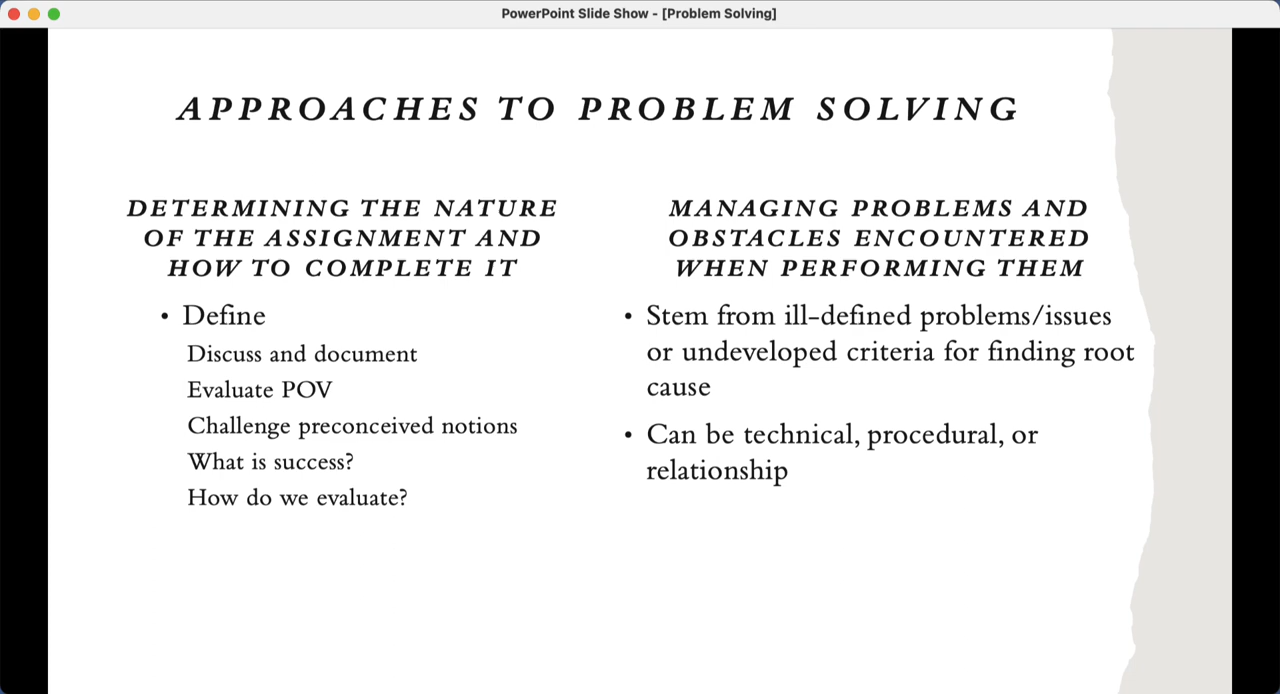 PowerPoint Slide Show - [Problem Solving]
APPROACHES TO PROBLEM SOLVING
DETERMINING THE NATURE
OF THE ASSIGNMENT AND
HOW TO COMPLETE IT
• Define
Discuss and document
Evaluate POV
Challenge preconceived notions
What is success?
How do we evaluate?
MANAGING PROBLEMS AND
OBSTACLES ENCOUNTERED
WHEN PERFORMING THEM
• Stem from ill-defined problems/issues
or undeveloped criteria for finding root
cause
• Can be technical, procedural, or
relationship